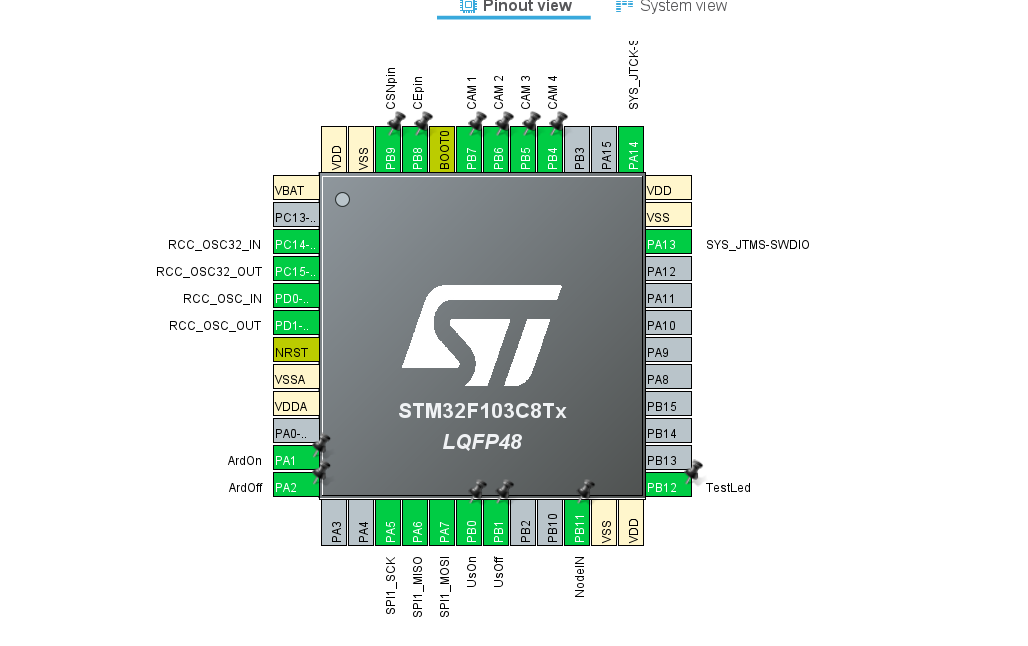 Pinout view
System view
CSNpin
CEpin
CAM 1
CAM 2
CAM 3
CAM 4
SYS_JTCK-S
VDD
VSS
PB9
PB8
BOOT0
PB7
PB6
PB5
PB4
PB3
PA15
PA14
VBAT
PC13-..
RCC_OSC32_IN
PC14-..
RCC_OSC32_OUT
PC15-..
RCC_OSC_IN
PD0-..
RCC_OSC_OUT
PD1-..
NRST
VSSA
VDDA
PA0-..
ArdOn
PA1
ArdOff
PA2
VDD
VSS
PA13
SYS_JTMS-SWDIO
PA12
PA11
PA10
PA9
PA8
PB15
PB14
PB13
PB12
TestLed
ST
STM32F103C8Tx
LQFP48
PA3
PA4
PA5
PA6
PA7
PB0
PB1
PB2
PB10
PB11
VSS
VDD
SPI1_SCK
SPI1_MISO
SPI1_MOSI
UsOn
UsOff
NodeIN